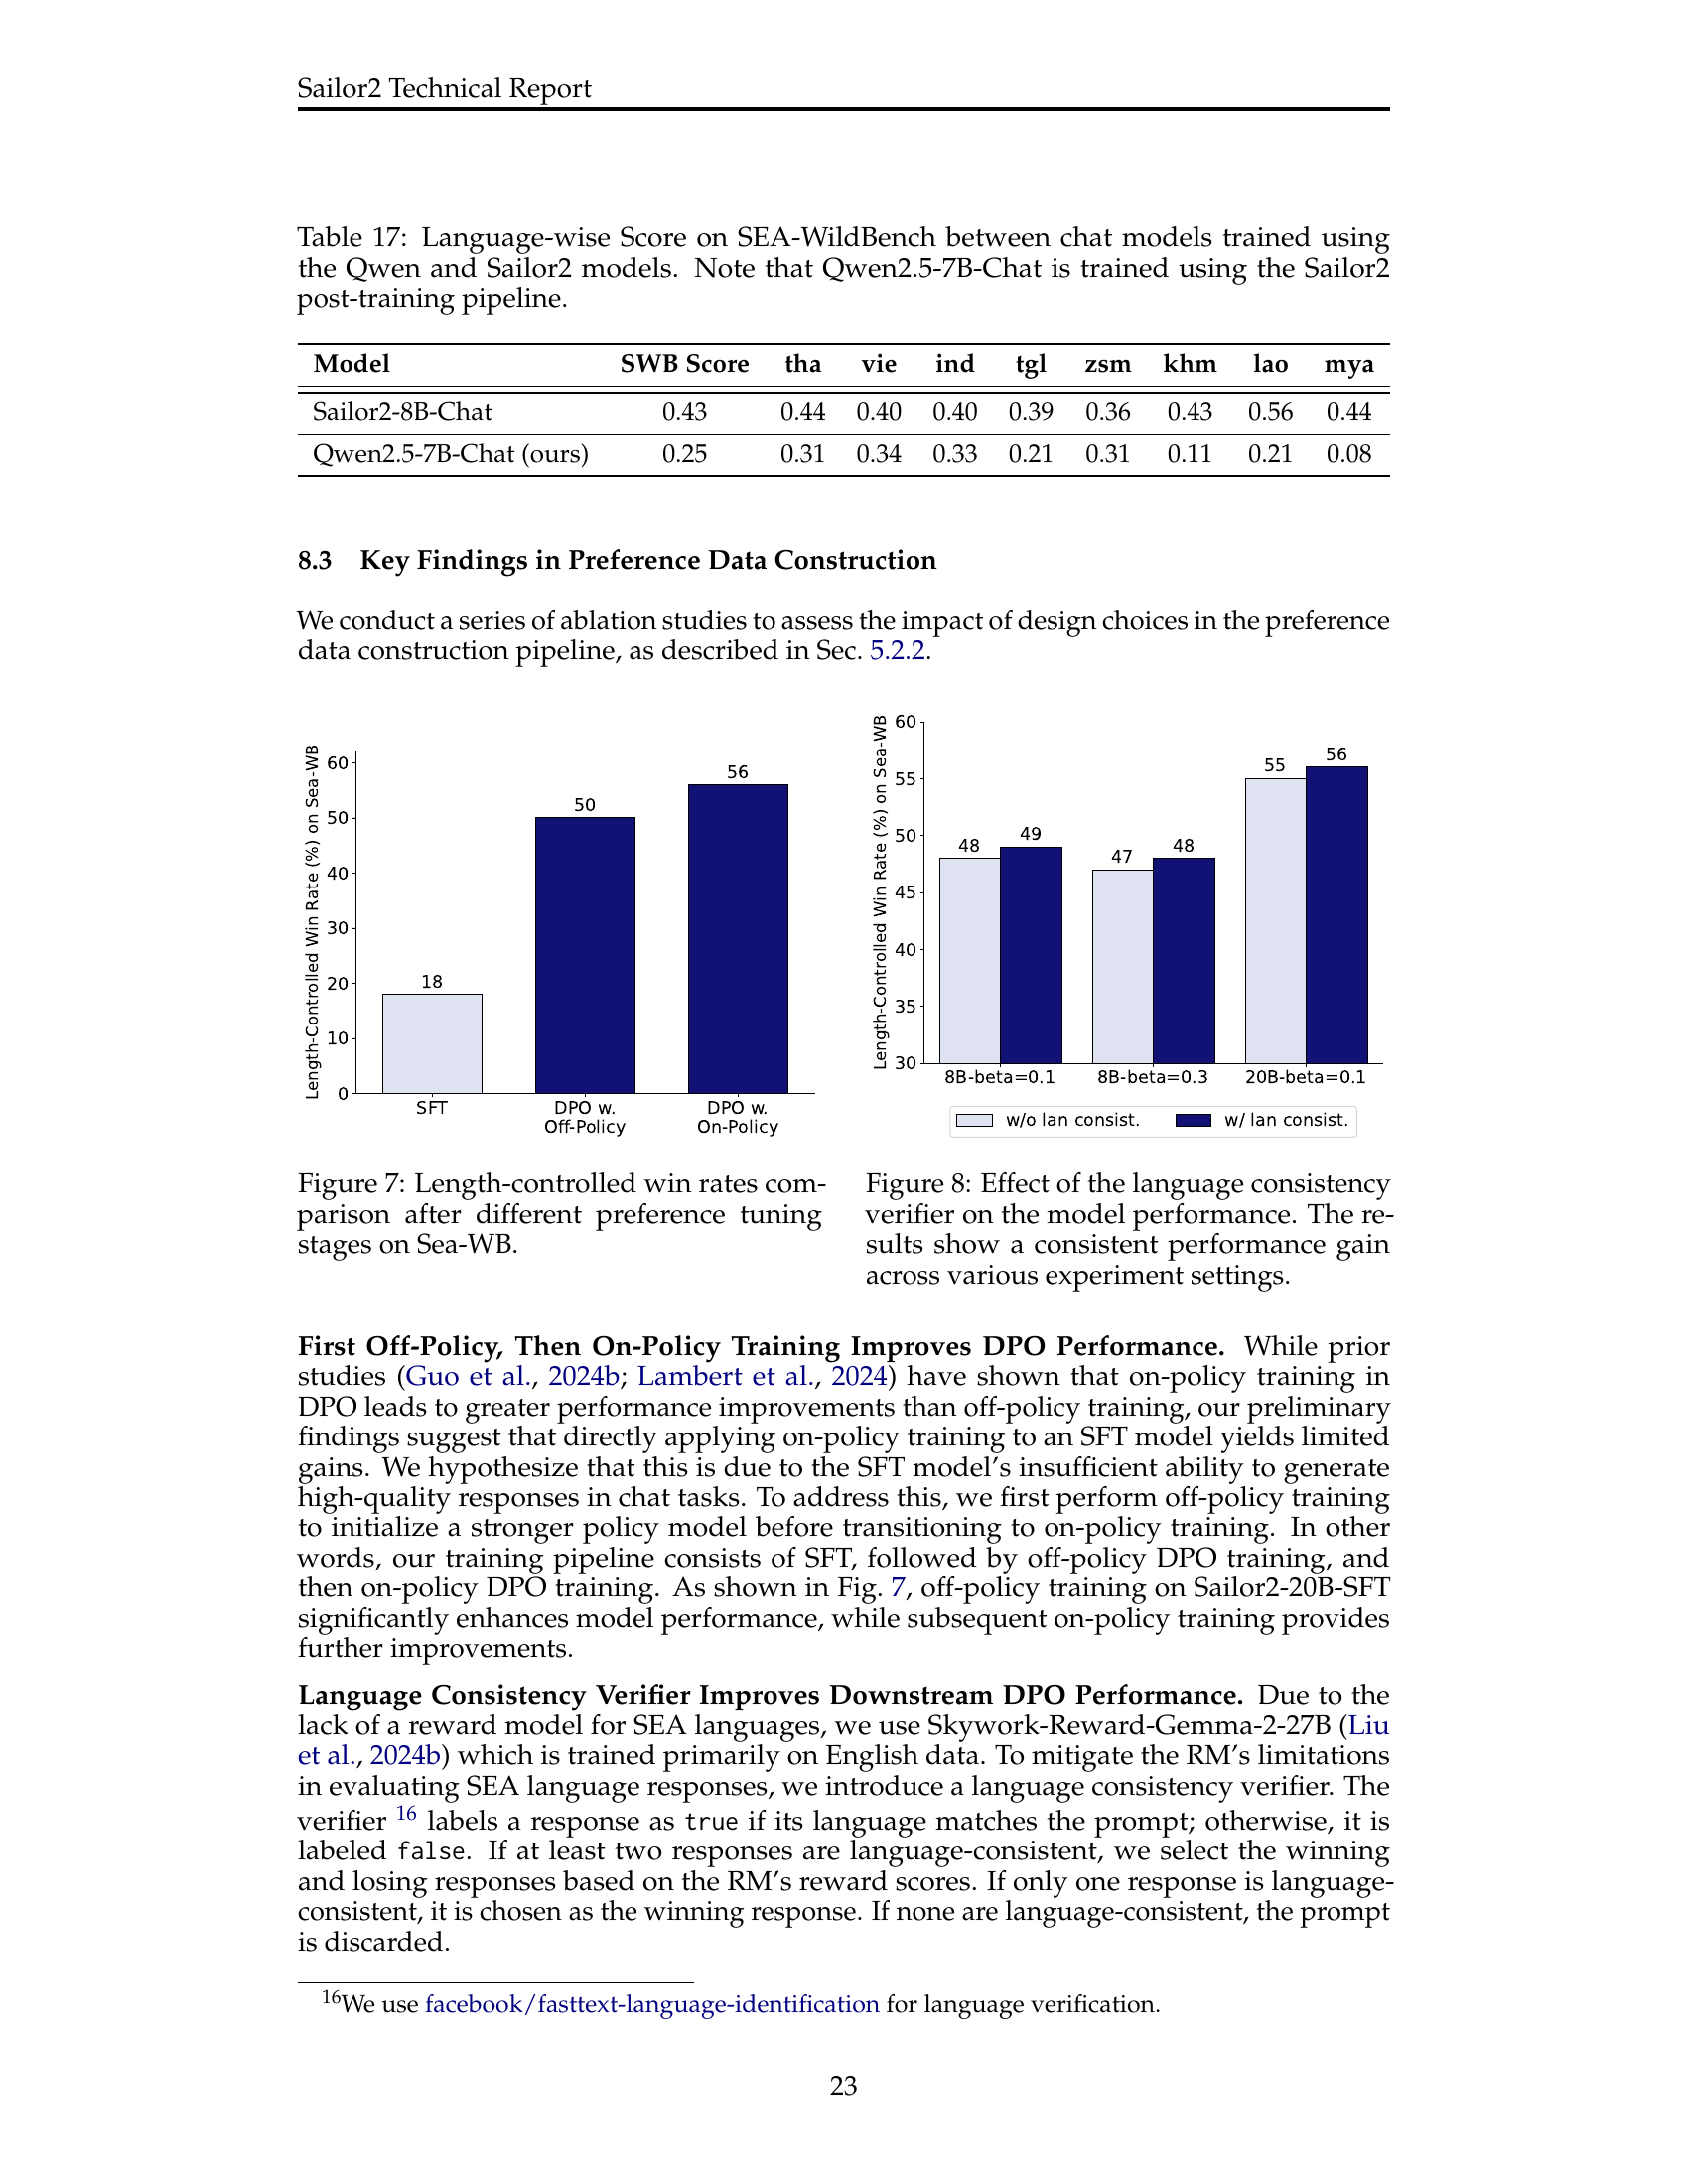 Sailor2 Technical Report
Table 17: Language-wise Score on SEA-WildBench between chat models trained using
the Qwen and Sailor2 models. Note that Qwen2.5-7B-Chat is trained using the Sailor2
post-training pipeline.
Model SWB Score tha vie ind tgl zsm khm lao mya
Sailor2-8B-Chat 0.43 0.44 0.40 0.40 0.39 0.36 0.43 0.56 0.44
Qwen2.5-7B-Chat (ours) 0.25 0.31 0.34 0.33 0.21 0.31 0.11 0.21 0.08
8.3 Key Findings in Preference Data Construction
We conduct a series of ablation studies to assess the impact of design choices in the preference
data construction pipeline, as described in Sec. 5.2.2.
Length-Controlled Win Rate (%) on Sea-WB
60
50
40
30
20
10
0
18
50
56
SFT
DPO w.
Off-Policy
DPO w.
On-Policy
Figure 7: Length-controlled win rates com-
parison after different preference tuning
stages on Sea-WB.
Length-Controlled Win Rate (%) on Sea-WB
60
55
50
45
40
35
30
48
49
47
48
55
56
8B-beta=0.1
8B-beta=0.3
20B-beta=0.1
w/o lan consist.
w/ lan consist.
Figure 8: Effect of the language consistency
verifier on the model performance. The re-
sults show a consistent performance gain
across various experiment settings.
First Off-Policy, Then On-Policy Training Improves DPO Performance. While prior
studies (Guo et al., 2024b; Lambert et al., 2024) have shown that on-policy training in
DPO leads to greater performance improvements than off-policy training, our preliminary
findings suggest that directly applying on-policy training to an SFT model yields limited
gains. We hypothesize that this is due to the SFT model's insufficient ability to generate
high-quality responses in chat tasks. To address this, we first perform off-policy training
to initialize a stronger policy model before transitioning to on-policy training. In other
words, our training pipeline consists of SFT, followed by off-policy DPO training, and
then on-policy DPO training. As shown in Fig. 7, off-policy training on Sailor2-20B-SFT
significantly enhances model performance, while subsequent on-policy training provides
further improvements.
Language Consistency Verifier Improves Downstream DPO Performance. Due to the
lack of a reward model for SEA languages, we use Skywork-Reward-Gemma-2-27B (Liu
et al., 2024b) which is trained primarily on English data. To mitigate the RM's limitations
in evaluating SEA language responses, we introduce a language consistency verifier. The
verifier 16 labels a response as true if its language matches the prompt; otherwise, it is
labeled false. If at least two responses are language-consistent, we select the winning
and losing responses based on the RM's reward scores. If only one response is language-
consistent, it is chosen as the winning response. If none are language-consistent, the prompt
is discarded.
16We use facebook/fasttext-language-identification for language verification.
23